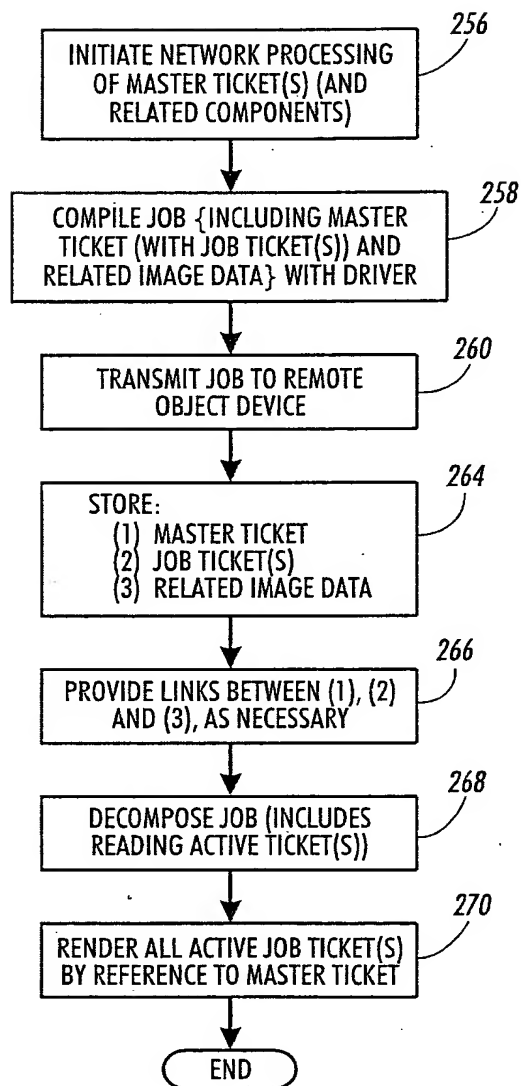 256
INITIATE NETWORK PROCESSING
OF MASTER TICKET(S) (AND
RELATED COMPONENTS)
258
COMPILE JOB {INCLUDING MASTER
TICKET (WITH JOB TICKET(S)) AND
RELATED IMAGE DATA} WITH DRIVER
260
TRANSMIT JOB TO REMOTE
OBJECT DEVICE
264
STORE:
(1) MASTER TICKET
(2) JOB TICKET(S)
(3) RELATED IMAGE DATA
266
PROVIDE LINKS BETWEEN (1), (2)
AND (3), AS NECESSARY
268
DECOMPOSE JOB (INCLUDES
READING ACTIVE TICKET(S))
270
RENDER ALL ACTIVE JOB TICKET(S)
BY REFERENCE TO MASTER TICKET
END